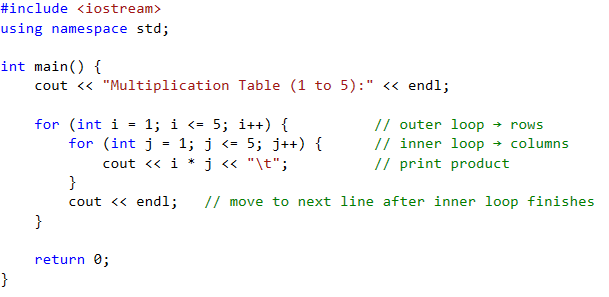 #include <iostream>
using namespace std;
int main() {
    cout << "Multiplication Table (1 to 5):" << endl;
    for (int i = 1; i <= 5; i++) {          // outer loop → rows
        for (int j = 1; j <= 5; j++) {      // inner loop → columns
            cout << i * j << "\t";          // print product
        }
        cout << endl;   // move to next line after inner loop finishes
    }
    return 0;
}